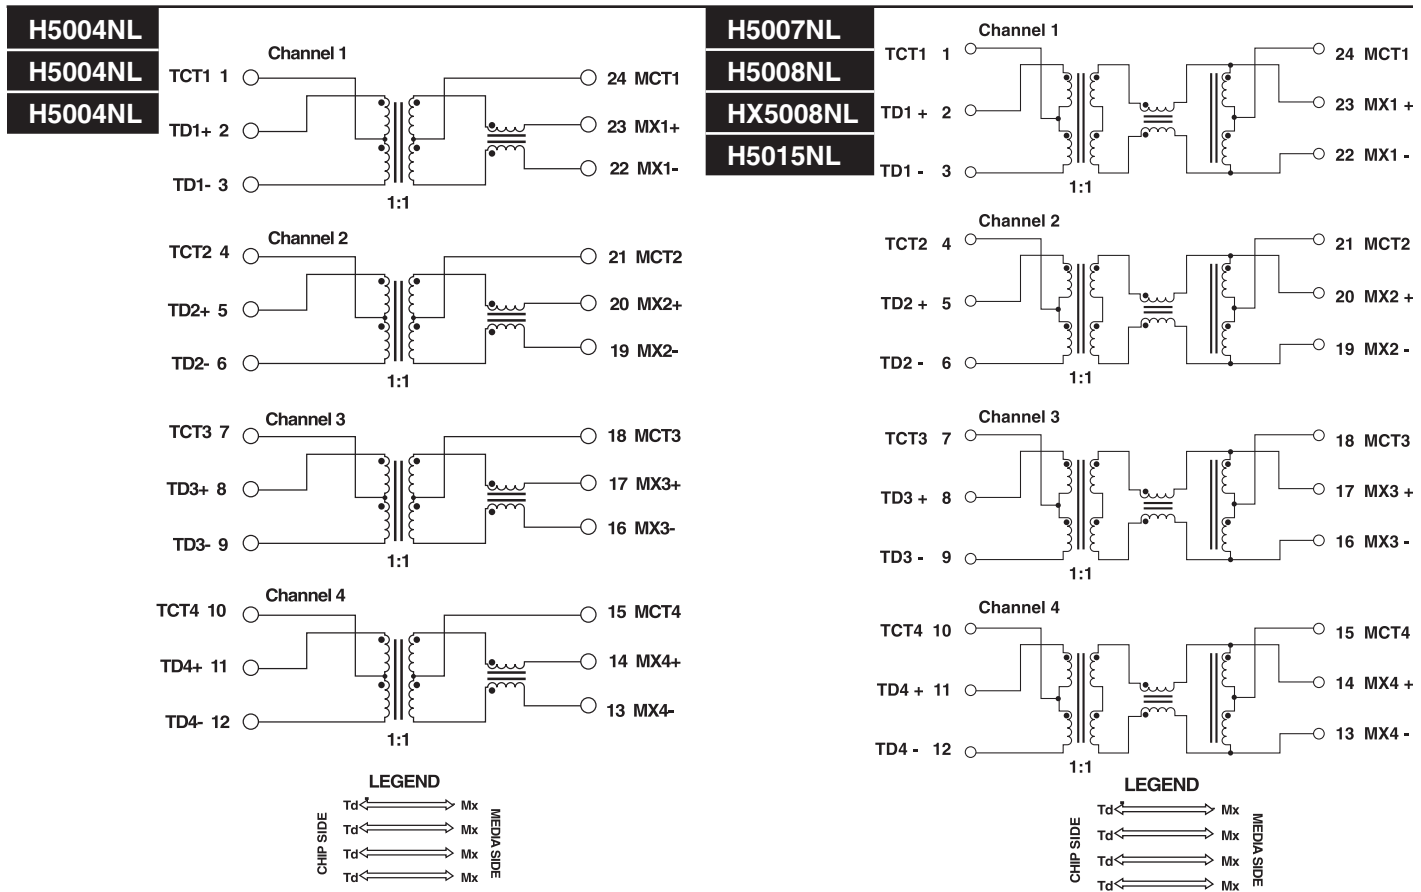 H5004NL
H5004NL
H5004NL
Channel 1
TCT1 1
24 MCT1
TD1+ 2
23 MX1+
22 MX1-
TD1- 3
1:1
Channel 2
TCT2 4
21 MCT2
TD2+ 5
20 MX2+
19 MX2-
TD2- 6
1:1
Channel 3
TCT3 7
18 MCT3
TD3+ 8
17 MX3+
16 MX3-
TD3- 9
1:1
Channel 4
TCT4 10
15 MCT4
TD4+ 11
14 MX4+
13 MX4-
TD4- 12
1:1
LEGEND
CHIP SIDE
Td Mx
Td Mx
Td Mx
Td Mx
MEDIA SIDE
H5007NL
H5008NL
HX5008NL
H5015NL
Channel 1
TCT1 1
24 MCT1
TD1 + 2
23 MX1 +
22 MX1 -
TD1 - 3
1:1
Channel 2
TCT2 4
21 MCT2
TD2 + 5
20 MX2 +
19 MX2 -
TD2 - 6
1:1
Channel 3
TCT3 7
18 MCT3
TD3 + 8
17 MX3 +
16 MX3 -
TD3 - 9
1:1
Channel 4
TCT4 10
15 MCT4
TD4 + 11
14 MX4 +
13 MX4 -
TD4 - 12
1:1
LEGEND
CHIP SIDE
Td Mx
Td Mx
Td Mx
Td Mx
MEDIA SIDE